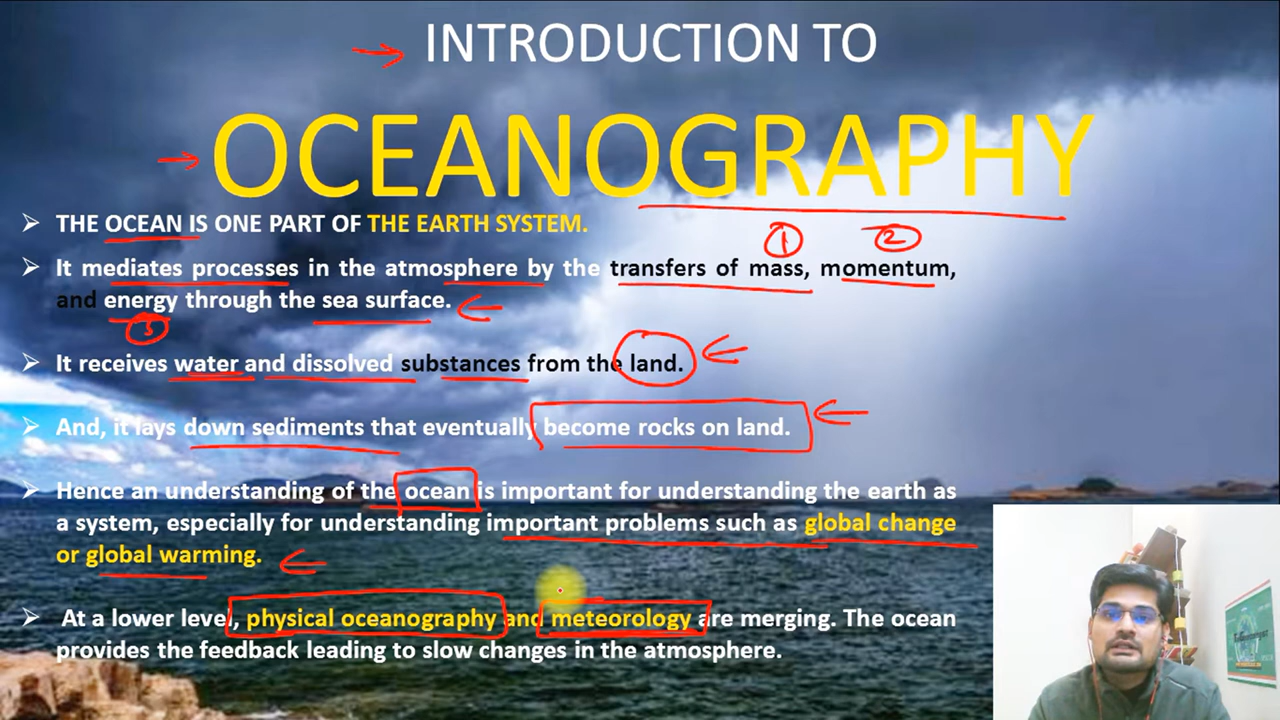 INTRODUCTION TO
OCEANOGRAPHY
➢ THE OCEAN IS ONE PART OF THE EARTH SYSTEM.
① ②
➢ It mediates processes in the atmosphere by the transfers of mass, momentum,
and energy through the sea surface.
③
➢ It receives water and dissolved substances from the land.
➢ And, it lays down sediments that eventually become rocks on land.
➢ Hence an understanding of the ocean is important for understanding the earth as
a system, especially for understanding important problems such as global change
or global warming.
➢ At a lower level, physical oceanography and meteorology are merging. The ocean
provides the feedback leading to slow changes in the atmosphere.